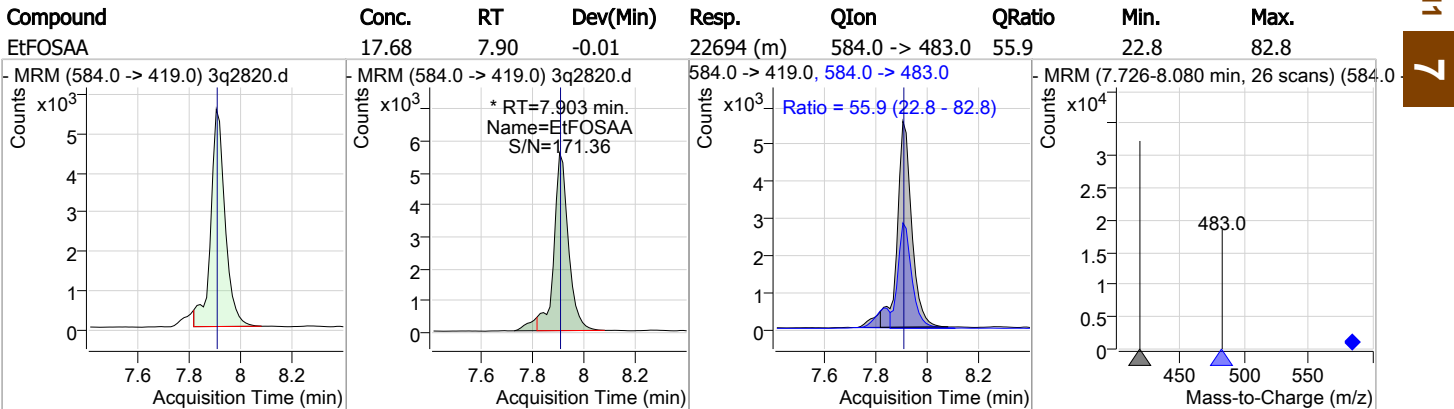 Compound Conc. RT Dev(Min) Resp. QIon QRatio Min. Max.
EtFOSAA 17.68 7.90 -0.01 22694 (m) 584.0 -> 483.0 55.9 22.8 82.8
- MRM (584.0 -> 419.0) 3q2820.d
Counts
x10³
5
4
3
2
1
0
7.6 7.8 8 8.2
Acquisition Time (min)
- MRM (584.0 -> 419.0) 3q2820.d
Counts
x10³
* RT=7.903 min.
Name=EtFOSAA
S/N=171.36
6
5
4
3
2
1
0
7.6 7.8 8 8.2
Acquisition Time (min)
584.0 -> 419.0, 584.0 -> 483.0
Counts
x10³
Ratio = 55.9 (22.8 - 82.8)
5
4
3
2
1
0
7.6 7.8 8 8.2
Acquisition Time (min)
- MRM (7.726-8.080 min, 26 scans) (584.0 -
Counts
x10⁴
3
2.5
2
1.5
1
0.5
0
483.0
450 500 550
Mass-to-Charge (m/z)
7